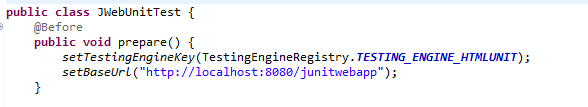 public class JWebUnitTest {
@Before
public void prepare() {
setTestingEngineKey(TestingEngineRegistry.TESTING_ENGINE_HTMLUNIT);
setBaseUrl("http://localhost:8080/junitwebapp");
}